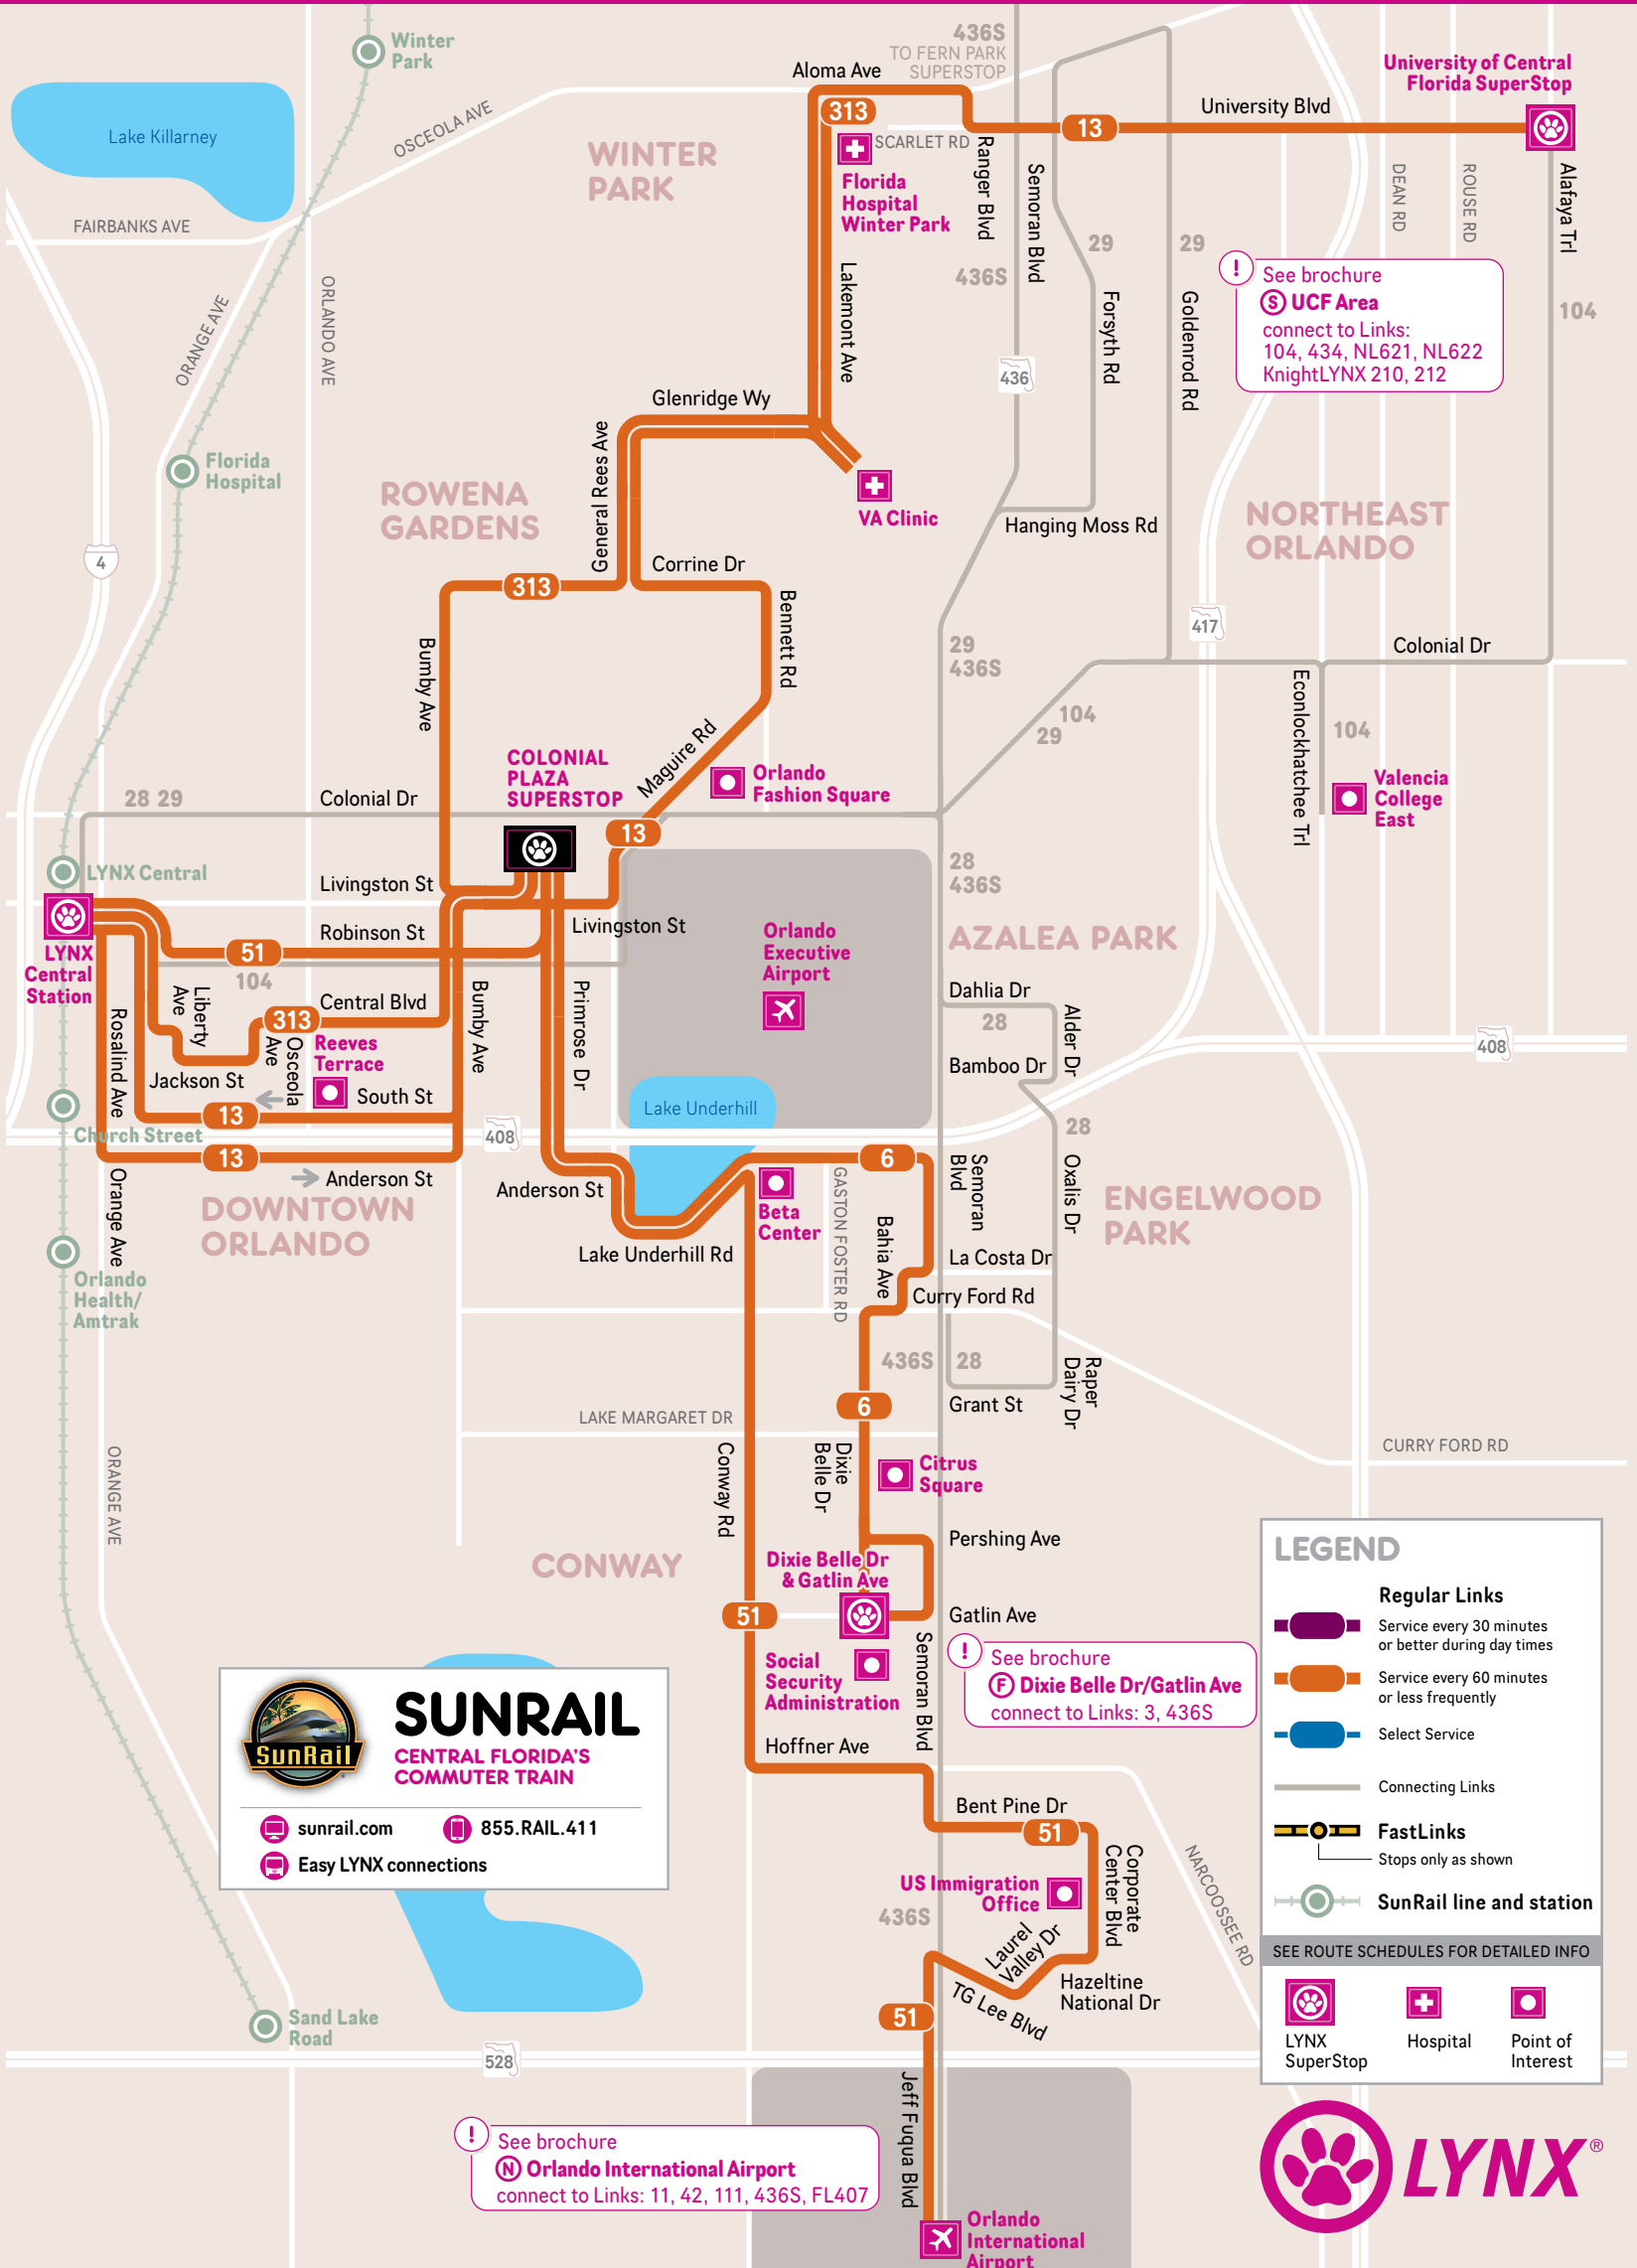 436S
TO FERN PARK
SUPERSTOP
Winter
Park
Aloma Ave
University of Central
Florida SuperStop
313
University Blvd
13
Lake Killarney
OSCEOLA AVE
SCARLET RD
WINTER
PARK
Florida
Hospital
Winter Park
Ranger Blvd
Semoran Blvd
DEAN RD
ROUSE RD
Alafaya Trl
FAIRBANKS AVE
29
29
436S
!
See brochure
S UCF Area
connect to Links:
104, 434, NL621, NL622
KnightLYNX 210, 212
104
ORANGE AVE
ORLANDO AVE
Lakemont Ave
Forsyth Rd
Goldenrod Rd
436
Glenridge Wy
General Rees Ave
Florida
Hospital
ROWENA
GARDENS
VA Clinic
Hanging Moss Rd
NORTHEAST
ORLANDO
4
Corrine Dr
313
Bennett Rd
Bumby Ave
417
29
436S
Colonial Dr
Econlockhatchee Trl
104
29
104
COLONIAL
PLAZA
SUPERSTOP
Maguire Rd
Orlando
Fashion Square
Valencia
College
East
28 29
Colonial Dr
13
LYNX Central
Livingston St
28
436S
LYNX
Central
Station
Robinson St
Livingston St
51
104
Orlando
Executive
Airport
AZALEA PARK
Liberty
Ave
Central Blvd
Bumby Ave
Primrose Dr
Dahlia Dr
28
Alder Dr
Rosalind Ave
313
Osceola
Ave
Reeves
Terrace
408
Bamboo Dr
Jackson St
South St
Lake Underhill
13
Church Street
408
28
13
Anderson St
6
Orange Ave
DOWNTOWN
ORLANDO
Anderson St
Beta
Center
GASTON FOSTER RD
Semoran
Blvd
Oxalis Dr
ENGELWOOD
PARK
Bahia Ave
Lake Underhill Rd
La Costa Dr
Orlando
Health/
Amtrak
Curry Ford Rd
436S
28
Raper
Dairy Dr
6
Grant St
LAKE MARGARET DR
CURRY FORD RD
ORANGE AVE
Conway Rd
Dixie
Belle Dr
Citrus
Square
Pershing Ave
CONWAY
Dixie Belle Dr
& Gatlin Ave
51
Gatlin Ave
Social
Security
Administration
Semoran Blvd
!
See brochure
F Dixie Belle Dr/Gatlin Ave
connect to Links: 3, 436S
SunRail
SUNRAIL
CENTRAL FLORIDA'S
COMMUTER TRAIN
sunrail.com
855.RAIL.411
Easy LYNX connections
Hoffner Ave
Bent Pine Dr
51
Corporate
Center Blvd
US Immigration
Office
NARCOOSSEE RD
436S
Laurel
Valley Dr
Hazeltine
National Dr
TG Lee Blvd
51
Sand Lake
Road
528
Jeff Fuqua Blvd
!
See brochure
N Orlando International Airport
connect to Links: 11, 42, 111, 436S, FL407
Orlando
International
Airport
LEGEND
Regular Links
Service every 30 minutes
or better during day times
Service every 60 minutes
or less frequently
Select Service
Connecting Links
FastLinks
Stops only as shown
SunRail line and station
SEE ROUTE SCHEDULES FOR DETAILED INFO
LYNX
SuperStop
Hospital
Point of
Interest
LYNX®